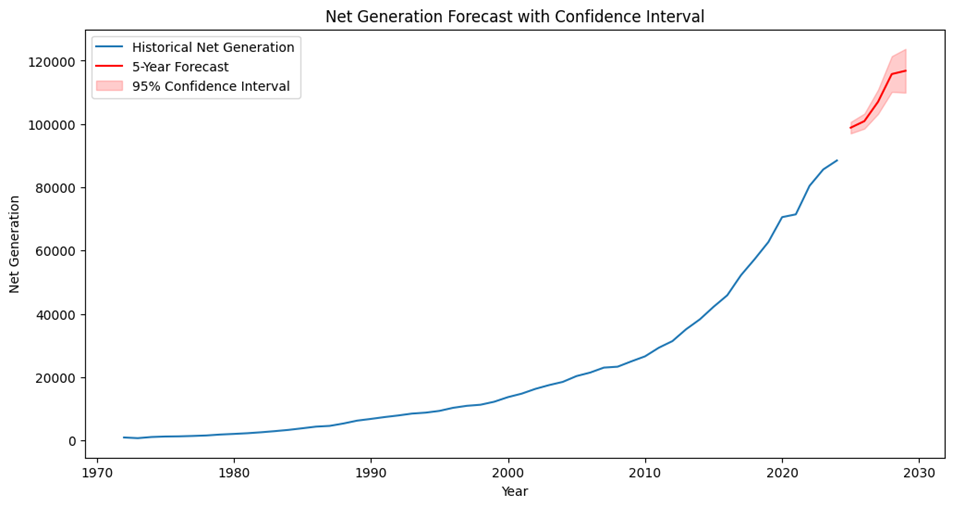 Net Generation Forecast with Confidence Interval
Historical Net Generation
5-Year Forecast
95% Confidence Interval
120000
100000
80000
60000
40000
20000
0
Net Generation
1970 1980 1990 2000 2010 2020 2030
Year